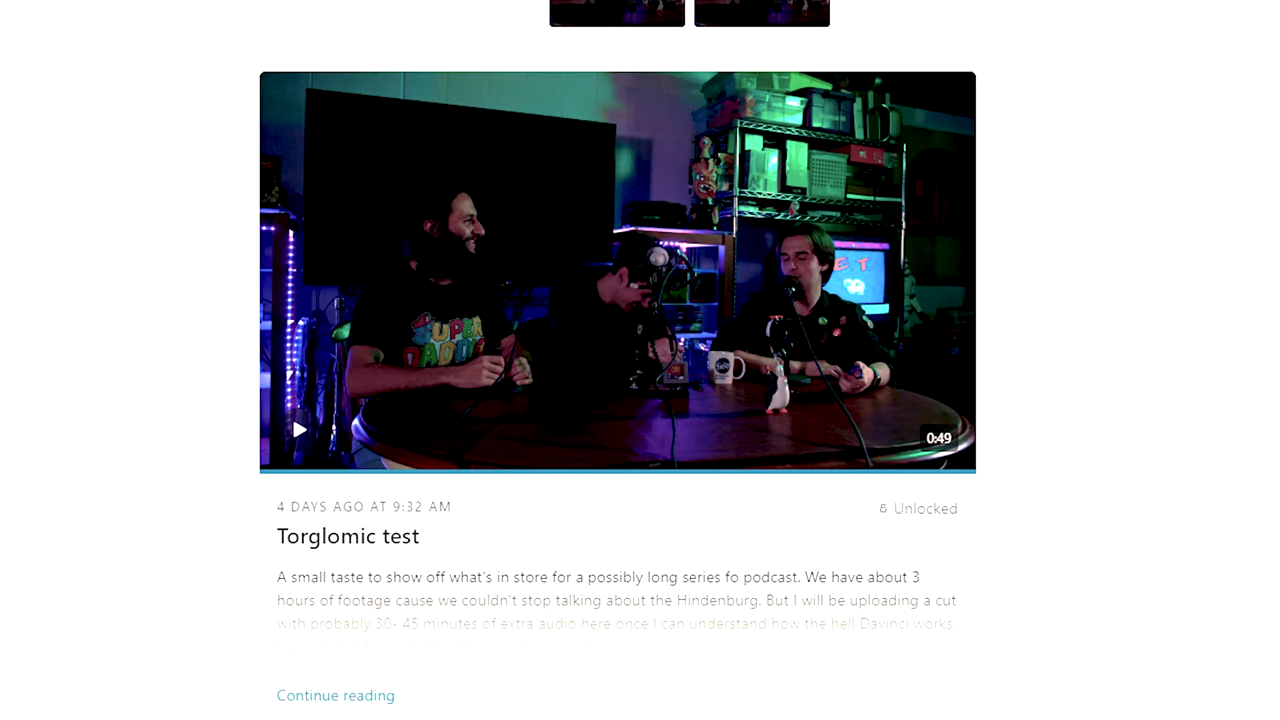 SUPER
DADDIO
E.T.
0:49
4 DAYS AGO AT 9:32 AM
Unlocked
Torglomic test
A small taste to show off what's in store for a possibly long series fo podcast. We have about 3
hours of footage cause we couldn't stop talking about the Hindenburg. But I will be uploading a cut
with probably 30- 45 minutes of extra audio here once I can understand how the hell Davinci works.
Continue reading